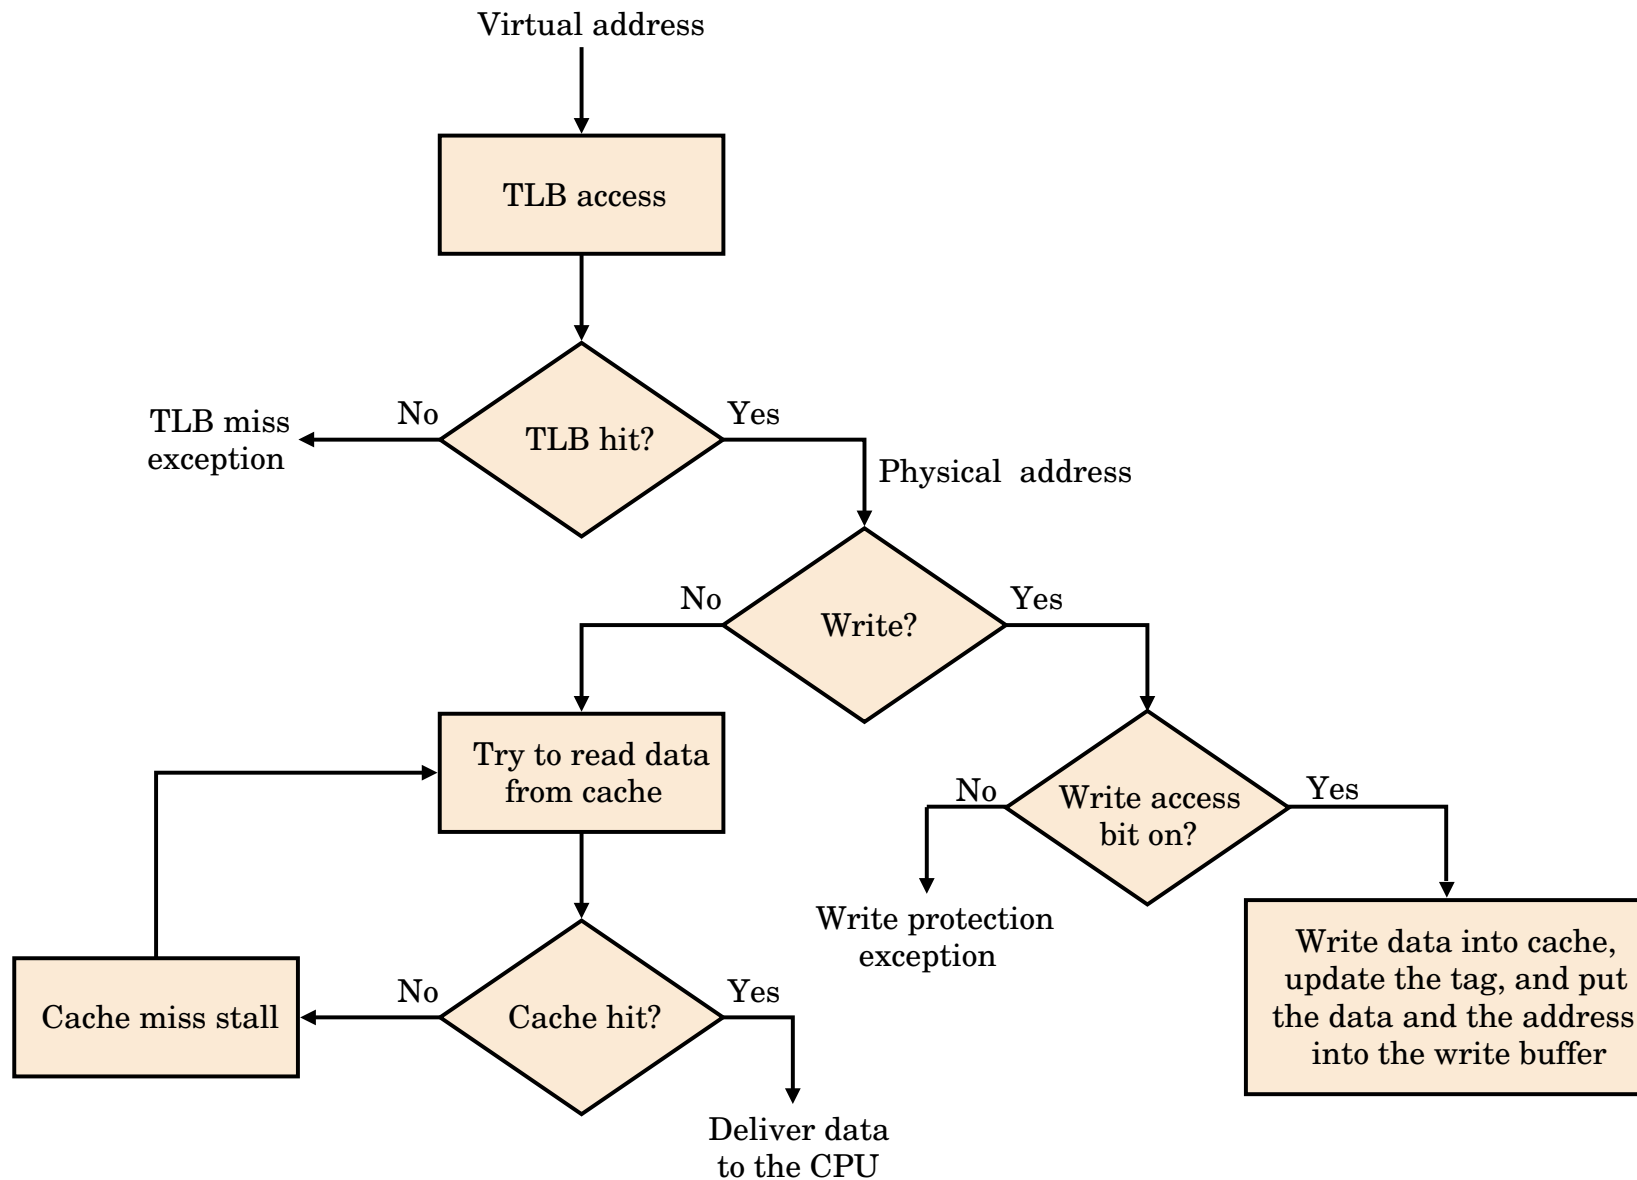 Virtual address
TLB access
No
Yes
TLB miss
exception
TLB hit?
Physical address
No
Yes
Write?
Try to read data
from cache
No
Yes
Write access
bit on?
Write protection
exception
Write data into cache,
update the tag, and put
the data and the address
into the write buffer
No
Yes
Cache miss stall
Cache hit?
Deliver data
to the CPU